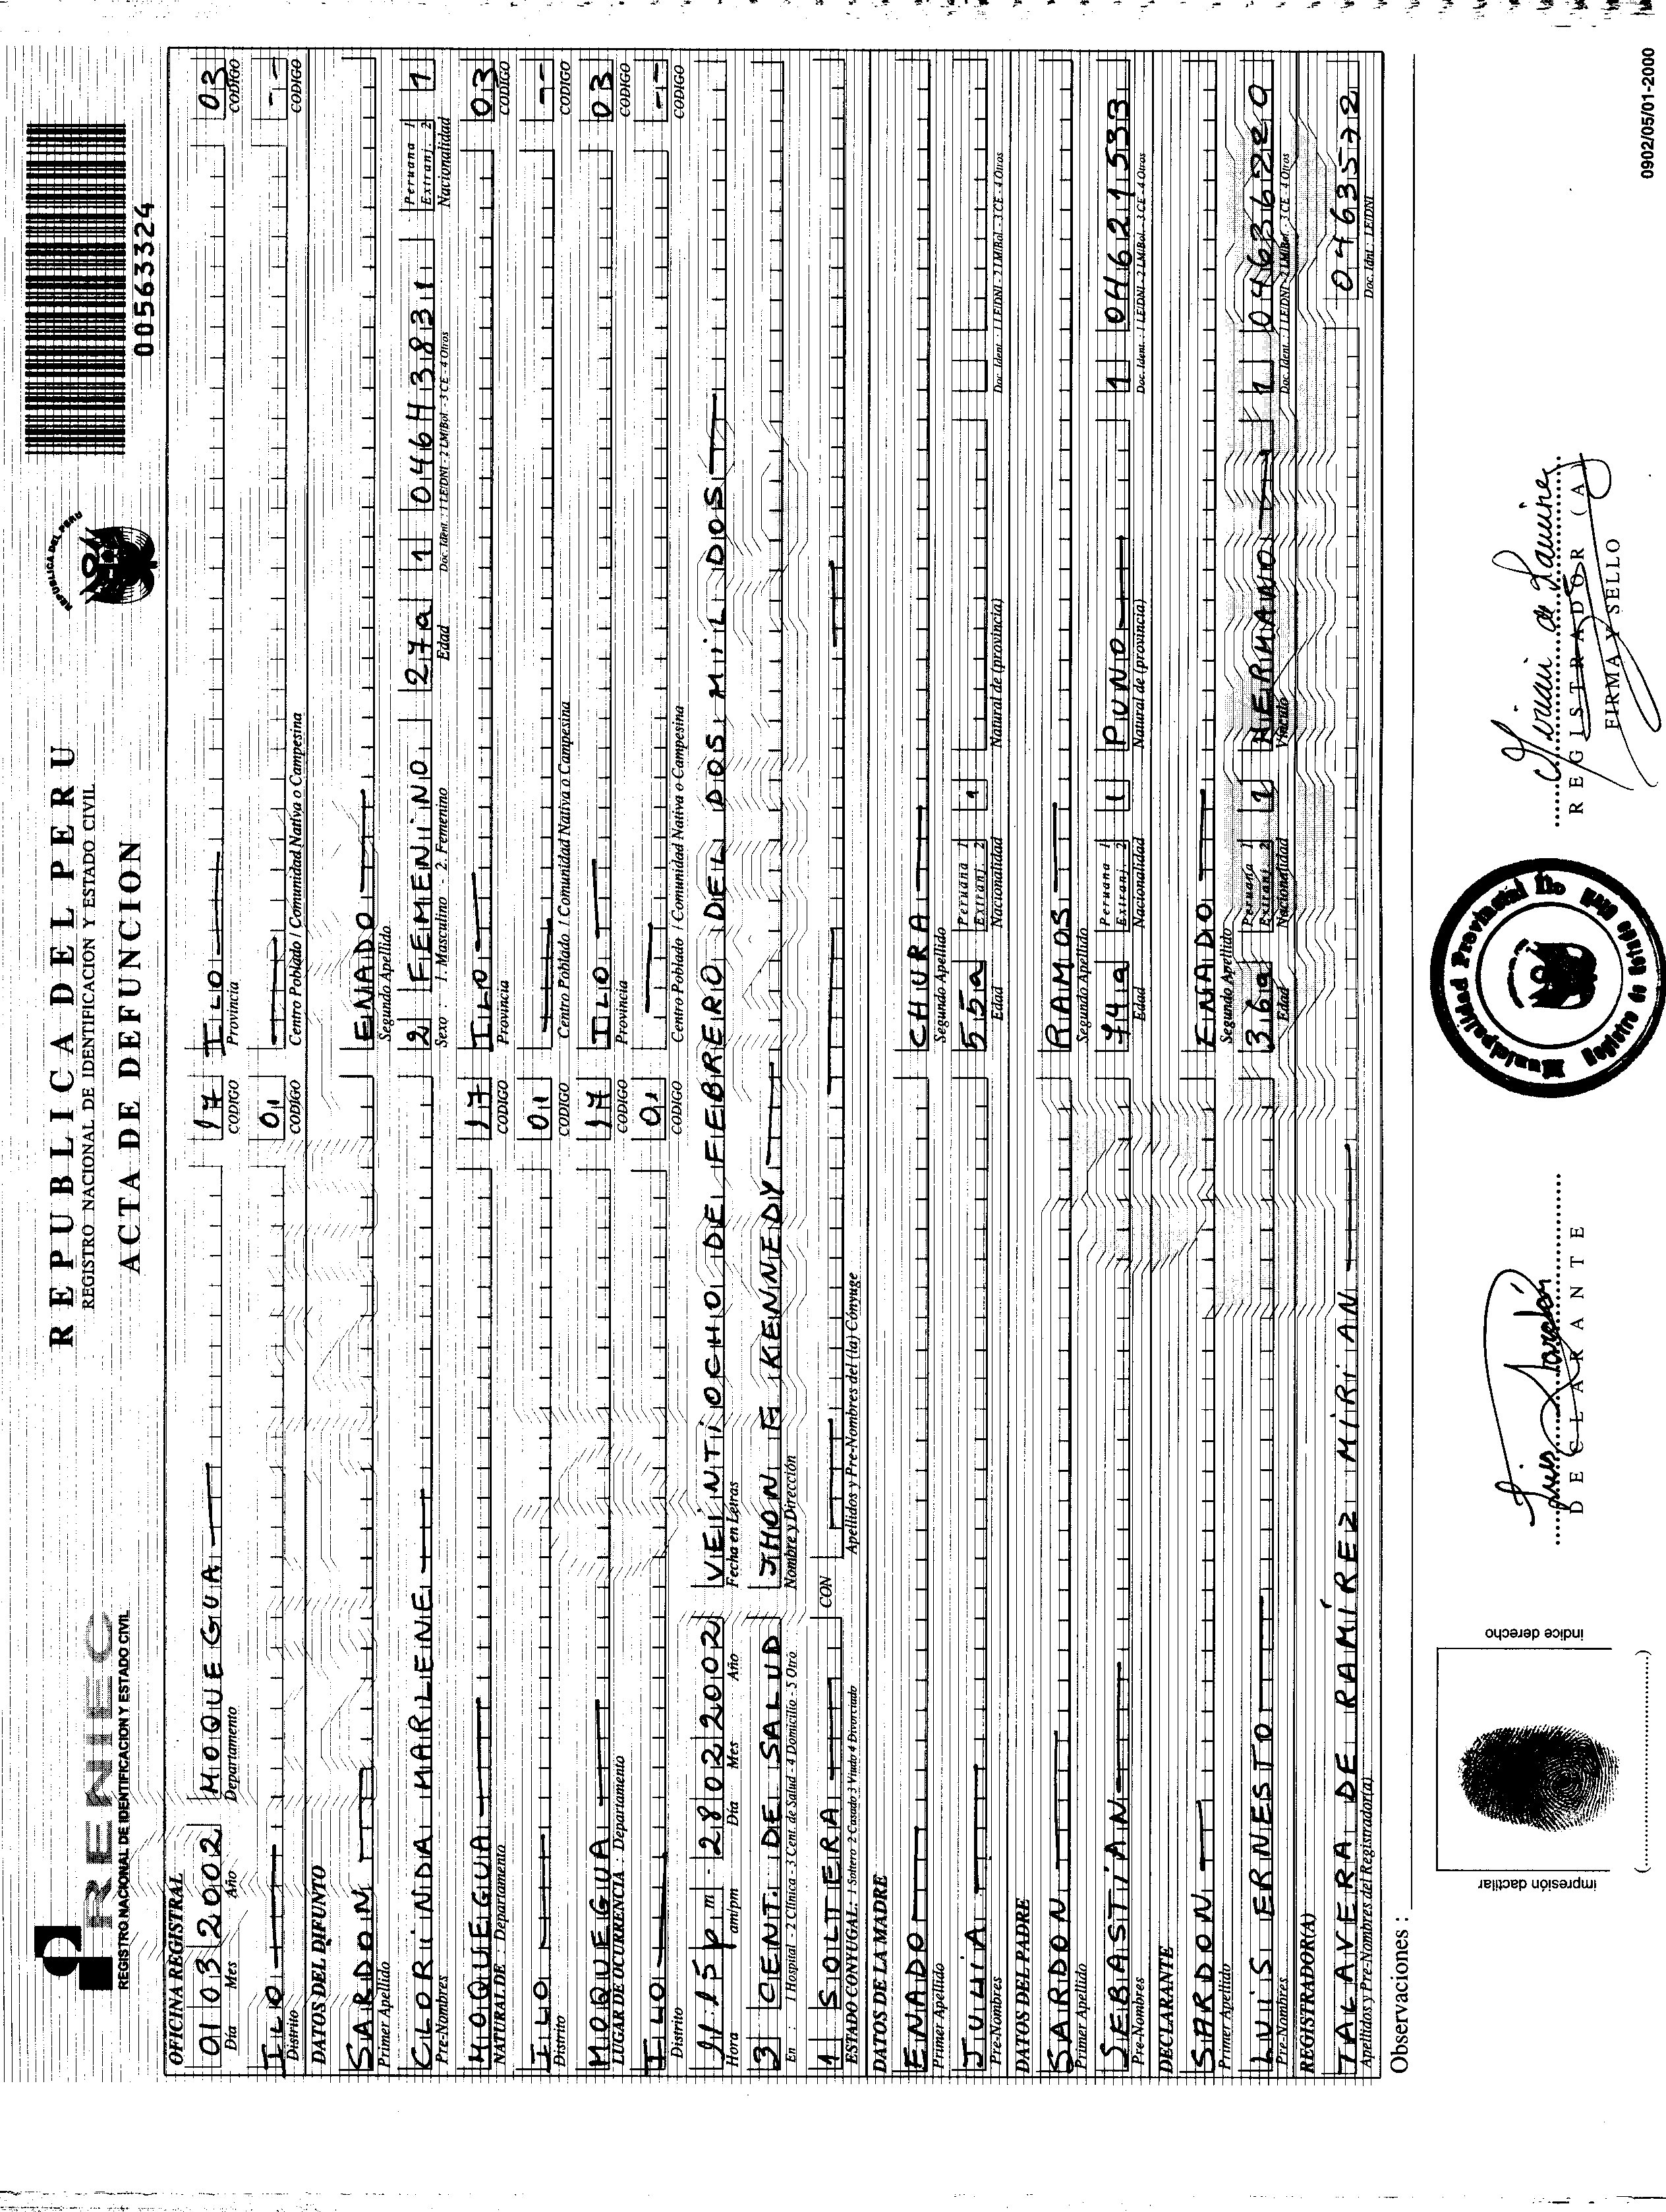 RENIEC
REGISTRO NACIONAL DE IDENTIFICACION Y ESTADO CIVIL
REPUBLICA DEL PERU
REGISTRO NACIONAL DE IDENTIFICACION Y ESTADO CIVIL
ACTA DE DEFUNCION
REPUBLICA DEL PERU
00563324
OFICINA REGISTRAL
01 03 2002 MOQUEGUA 17 ILO 03
Día Mes Año Departamento CODIGO Provincia CODIGO
ILO 01 --
Distrito CODIGO Centro Poblado / Comunidad Nativa o Campesina CODIGO
DATOS DEL DIFUNTO
SARDON ENADO
Primer Apellido Segundo Apellido
CLORINDA MARLENE 2 FEMENINO 27a 1 Peruana 1 Extranj. 2 1
Pre-Nombres Sexo : 1. Masculino - 2. Femenino Edad Doc. Ident. : 1 LE/DNI - 2 LM/Bol. - 3 CE - 4 Otros Nacionalidad
MOQUEGUA 17 ILO 03
NATURAL DE : Departamento CODIGO Provincia CODIGO
ILO 01 --
Distrito CODIGO Centro Poblado / Comunidad Nativa o Campesina CODIGO
MOQUEGUA 17 ILO 03
LUGAR DE OCURRENCIA : Departamento CODIGO Provincia CODIGO
ILO 01 --
Distrito CODIGO Centro Poblado / Comunidad Nativa o Campesina CODIGO
11.15 pm. 28 02 2002 VEINTIOCHO DE FEBRERO DEL DOS MIL DOS
Hora am/pm Día Mes Año Fecha en Letras
3 CENT. DE SALUD JHON F KENNEDY
En : 1 Hospital - 2 Clínica - 3 Cent. de Salud - 4 Domicilio - 5 Otro Nombre y Dirección
1 SOLTERA CON
ESTADO CONYUGAL: 1 Soltero 2 Casado 3 Viudo 4 Divorciado Apellidos y Pre-Nombres del (la) Cónyuge
DATOS DE LA MADRE
ENADO CHURA
Primer Apellido Segundo Apellido
JULIA 55a Peruana 1 Extranj. 2 1
Pre-Nombres Edad Nacionalidad Natural de (provincia) Doc. Ident. : 1 LE/DNI - 2 LM/Bol. - 3 CE - 4 Otros
DATOS DEL PADRE
SARDON RAMOS
Primer Apellido Segundo Apellido
SEBASTIAN 74a Peruana 1 Extranj. 2 1 PUNO 1 04621533
Pre-Nombres Edad Nacionalidad Natural de (provincia) Doc. Ident. : 1 LE/DNI - 2 LM/Bol. - 3 CE - 4 Otros
DECLARANTE
SARDON ENADO
Primer Apellido Segundo Apellido
LUIS ERNESTO 36a Peruana 1 Extranj. 2 1 HERMANO 1 04636220
Pre-Nombres Edad Nacionalidad Vínculo Doc. Ident. : 1 LE/DNI - 2 LM/Bol. - 3 CE - 4 Otros
REGISTRADOR(A)
TALAVERA DE RAMÍREZ MIRIAN 0463572
Apellidos y Pre-Nombres del Registrador(a) Doc. Idnt.: LE/DNI
Observaciones :
impresión dactilar
indice derecho
Luis Sardón
DECLARANTE
Municipalidad Provincial Ilo
Registro de Estado Civil
Mirian de Ramirez
REGISTRADOR (A)
FIRMA Y SELLO
0902/05/01-2000